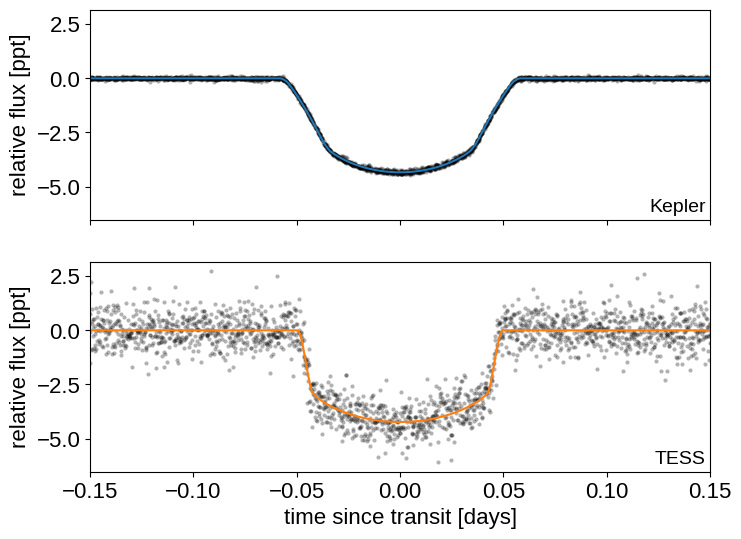 relative flux [ppt]
2.5
0.0
−2.5
−5.0
Kepler
relative flux [ppt]
2.5
0.0
−2.5
−5.0
TESS
−0.15 −0.10 −0.05 0.00 0.05 0.10 0.15
time since transit [days]